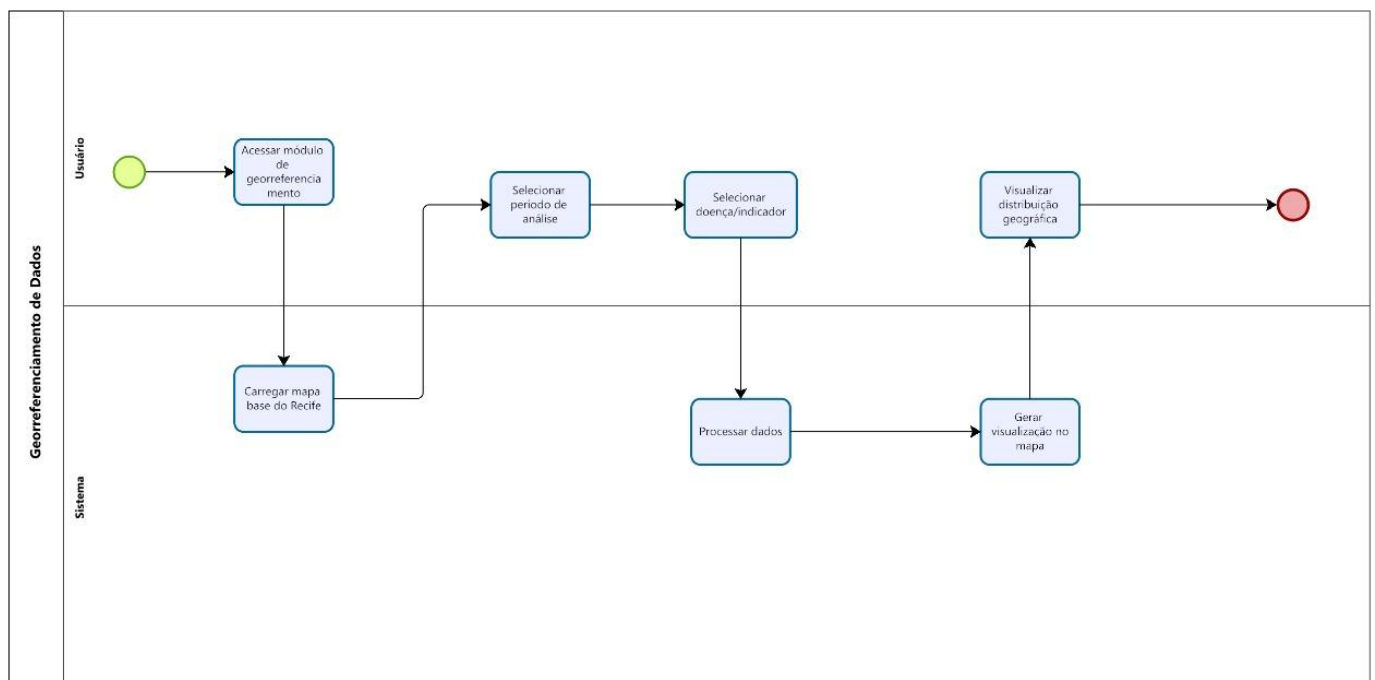 Georreferenciamento de Dados
Usuário
Acessar módulo
de
georreferencia
mento
Selecionar
período de
análise
Selecionar
doença/indicador
Visualizar
distribuição
geográfica
Sistema
Carregar mapa
base do Recife
Processar dados
Gerar
visualização no
mapa